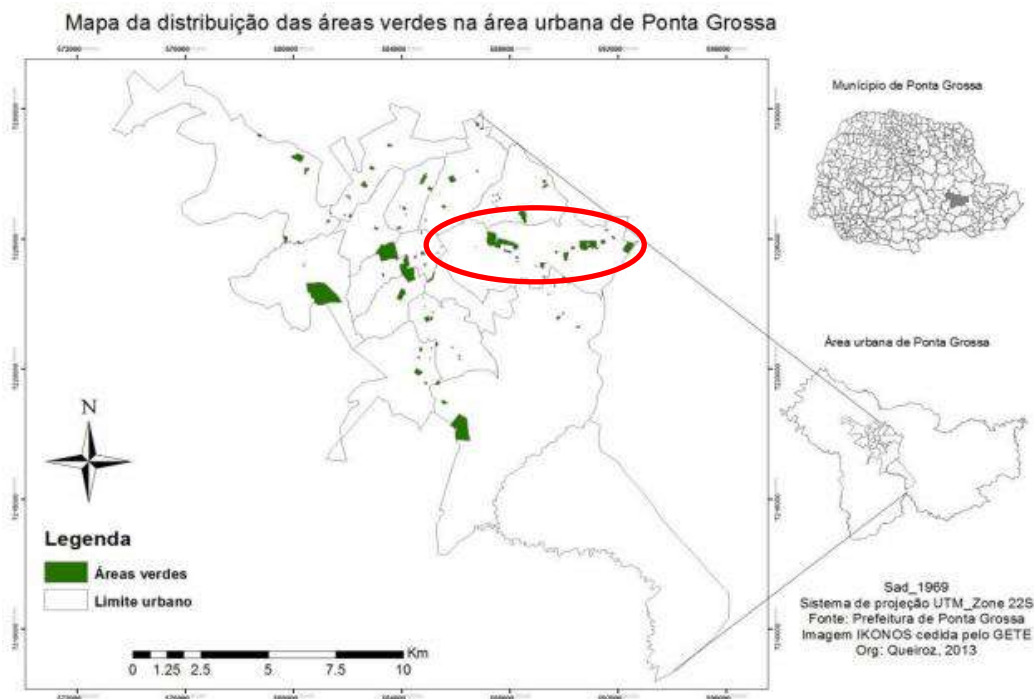 Mapa da distribuição das áreas verdes na área urbana de Ponta Grossa
Município de Ponta Grossa
Área urbana de Ponta Grossa
N
Legenda
Áreas verdes
Limite urbano
Km
0 1.25 2.5 5 7.5 10
Sad_1969
Sistema de projeção UTM_Zone 22S
Fonte: Prefeitura de Ponta Grossa
Imagem IKONOS cedida pelo GETE
Org: Queiroz, 2013